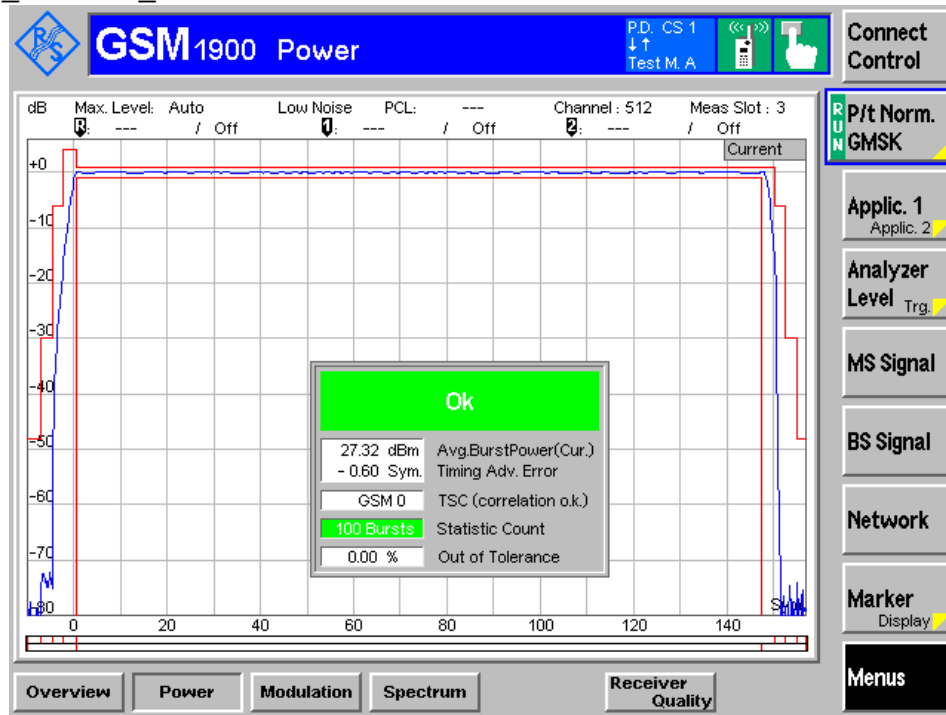 R&S
GSM 1900 Power
P.D. CS 1
↓↑
Test M. A
Connect
Control
dB Max. Level: Auto Low Noise PCL: --- Channel : 512 Meas Slot : 3
R: --- / Off 1: --- / Off 2: --- / Off
Current
RUN
P/t Norm.
GMSK
Applic. 1
Applic. 2
Analyzer
Level Trg.
MS Signal
BS Signal
Network
Marker
Display
Menus
+0
-10
-20
-30
-40
-50
-60
-70
-80
0 20 40 60 80 100 120 140
Ok
27.32 dBm Avg.BurstPower(Cur.)
- 0.60 Sym. Timing Adv. Error
GSM 0 TSC (correlation o.k.)
100 Bursts Statistic Count
0.00 % Out of Tolerance
Overview Power Modulation Spectrum Receiver
Quality